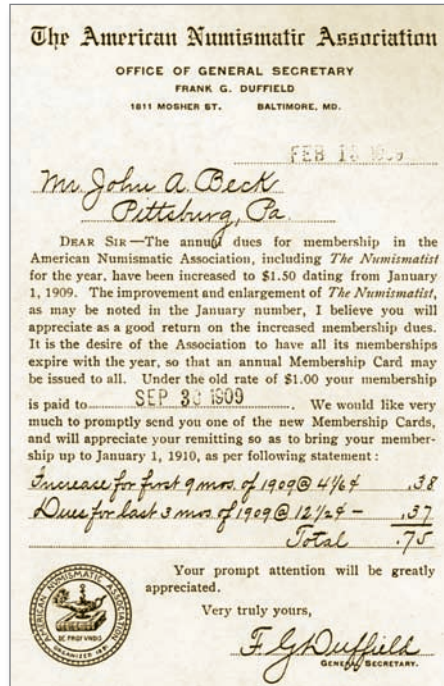 The American Numismatic Association
OFFICE OF GENERAL SECRETARY
FRANK G. DUFFIELD
1811 MOSHER ST. BALTIMORE, MD.
FEB 1909
Mr. John A. Beck
Pittsburg, Pa.
DEAR SIR—The annual dues for membership in the
American Numismatic Association, including The Numismatist
for the year, have been increased to $1.50 dating from January
1, 1909. The improvement and enlargement of The Numismatist,
as may be noted in the January number, I believe you will
appreciate as a good return on the increased membership dues.
It is the desire of the Association to have all its memberships
expire with the year, so that an annual Membership Card may
be issued to all. Under the old rate of $1.00 your membership
is paid to SEP 30 1909. We would like very
much to promptly send you one of the new Membership Cards,
and will appreciate your remitting so as to bring your member-
ship up to January 1, 1910, as per following statement:
Increase for first 9 mos. of 1909 @ 4 1/6 ¢ .38
Dues for last 3 mos. of 1909 @ 12 1/2 ¢ — .37
Total .75
Your prompt attention will be greatly
appreciated.
Very truly yours,
F. G. Duffield
GENERAL SECRETARY.
AMERICAN NUMISMATIC ASSOCIATION
DE PROFUNDO
ORGANIZED 1891